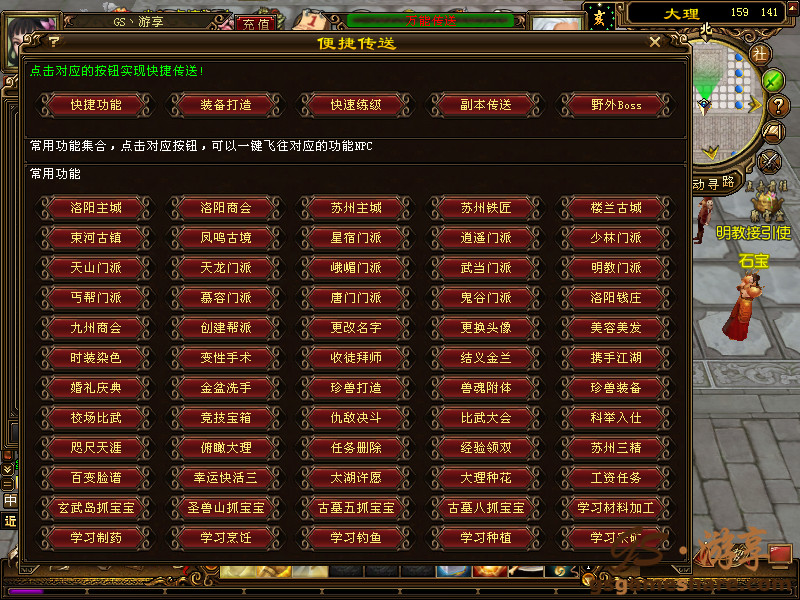 GS、游享
充值
1
大理 159 141
北
便捷传送
点击对应的按钮实现快捷传送!
快捷功能 装备打造 快速练级 副本传送 野外Boss
常用功能集合，点击对应按钮，可以一键飞往对应的功能NPC
常用功能
洛阳主城 洛阳商会 苏州主城 苏州铁匠 楼兰古城
束河古镇 凤鸣古境 星宿门派 逍遥门派 少林门派
天山门派 天龙门派 峨嵋门派 武当门派 明教门派
丐帮门派 慕容门派 唐门门派 鬼谷门派 洛阳钱庄
九州商会 创建帮派 更改名字 更换头像 美容美发
时装染色 变性手术 收徒拜师 结义金兰 携手江湖
婚礼庆典 金盆洗手 珍兽打造 兽魂附体 珍兽装备
校场比武 竞技宝箱 仇敌决斗 比武大会 科举入仕
咫尺天涯 俯瞰大理 任务删除 经验领双 苏州三精
百变脸谱 幸运快活三 太湖许愿 大理种花 工资任务
玄武岛抓宝宝 圣兽山抓宝宝 古墓五抓宝宝 古墓八抓宝宝 学习材料加工
学习制药 学习烹饪 学习钓鱼 学习种植 学习
社
动寻路
明教接引使
石宝
申
近
游享